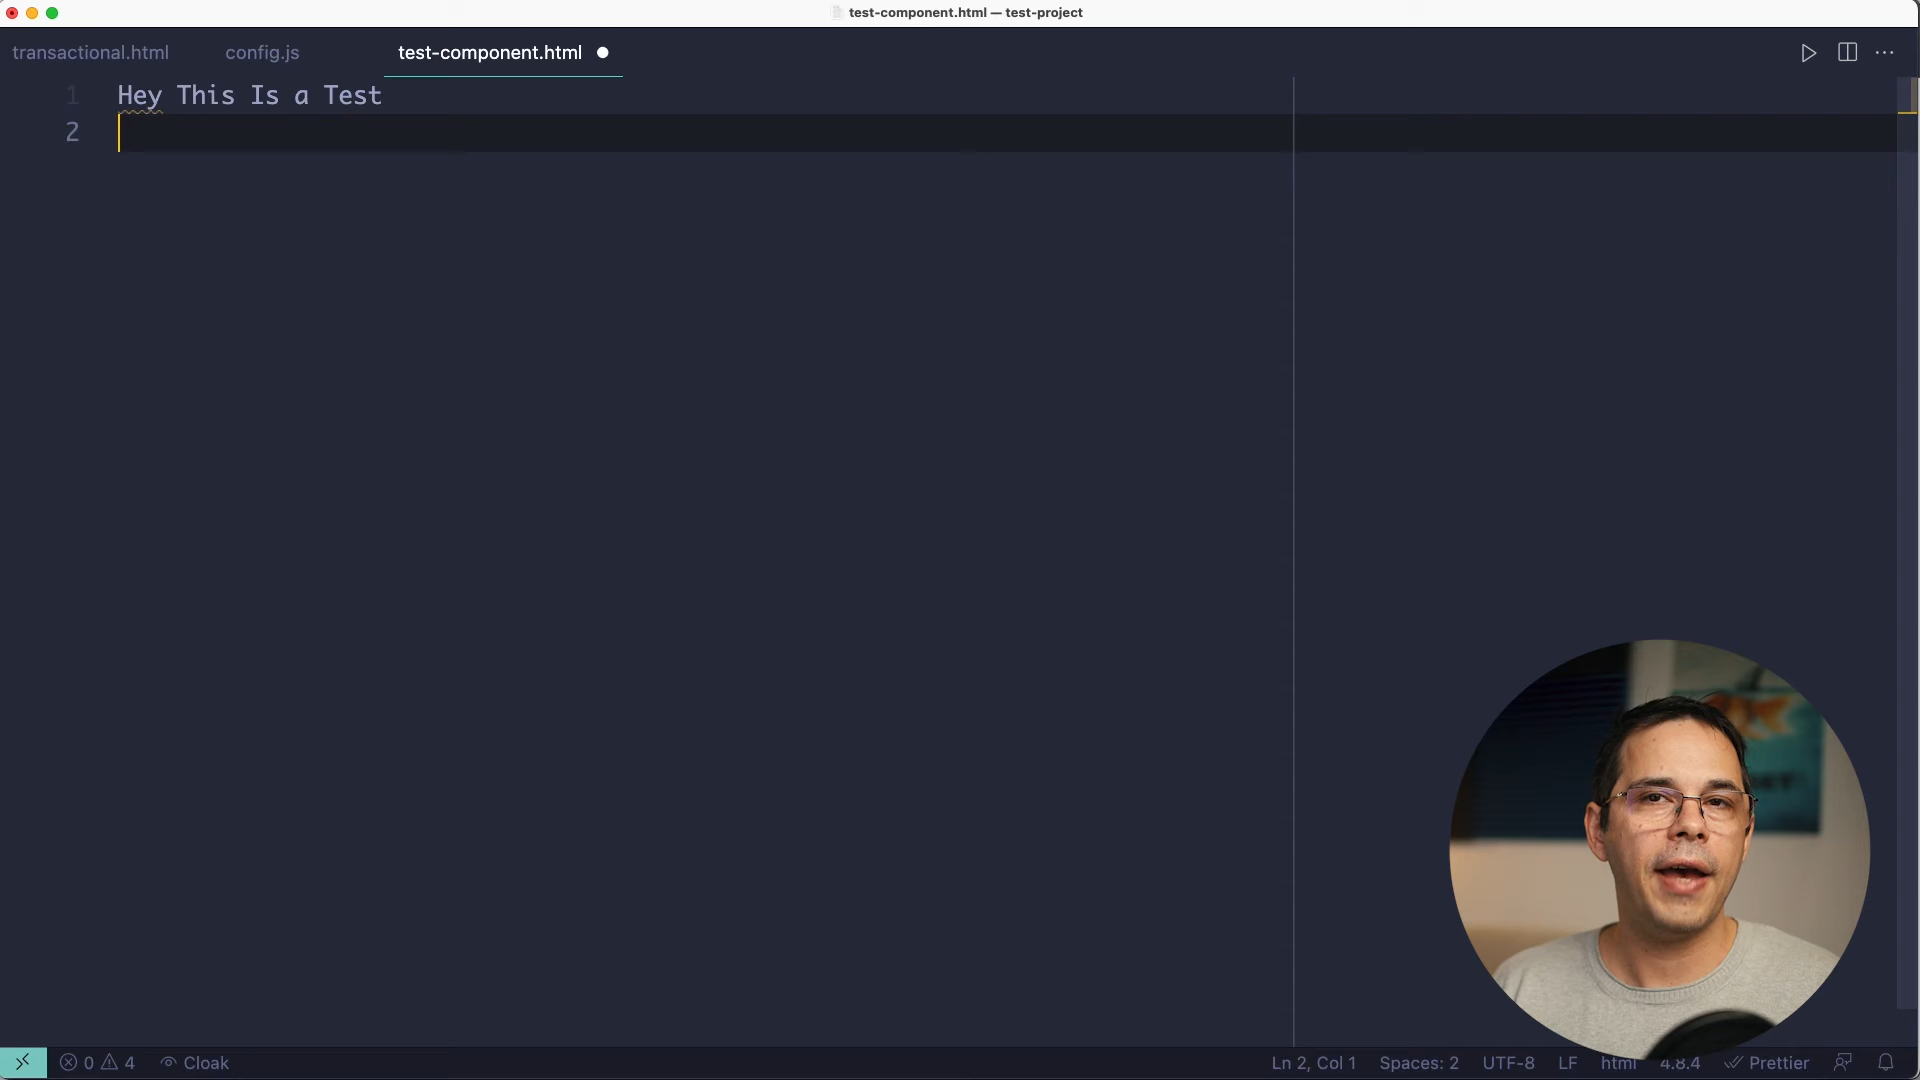 test-component.html — test-project
transactional.html config.js test-component.html
1 Hey This Is a Test
2
0 4 Cloak Ln 2, Col 1 Spaces: 2 UTF-8 LF html 4.8.4 Prettier